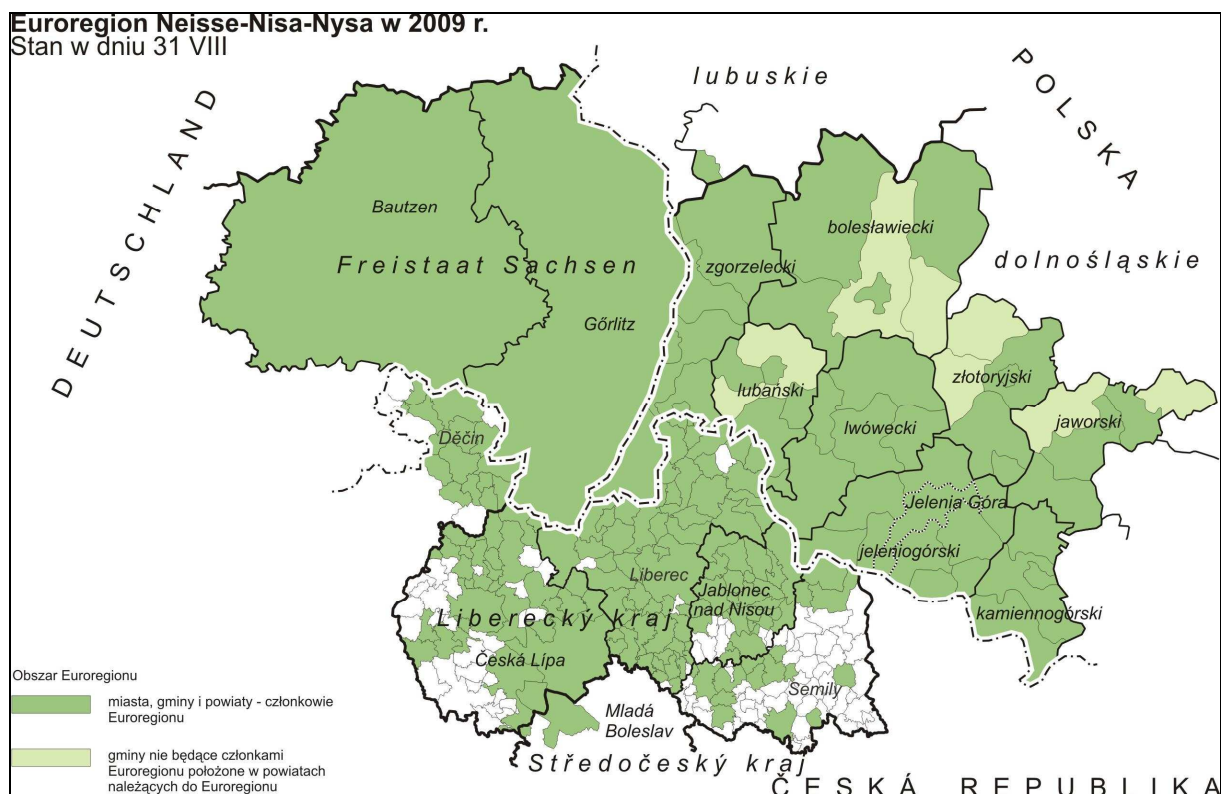 Euroregion Neisse-Nisa-Nysa w 2009 r.
Stan w dniu 31 VIII
lubuskie
POLSKA
DEUTSCHLAND
Bautzen
bolesławiecki
Freistaat Sachsen
zgorzelecki
dolnośląskie
Gőrlitz
złotoryjski
lubański
lwówecki
jaworski
Děčin
Jelenia Góra
jeleniogórski
Liberec
Jablonec
nad Nisou
kamiennogórski
Liberecký kraj
Česká Lípa
Semily
Obszar Euroregionu
miasta, gminy i powiaty - członkowie
Euroregionu
Mladá
Boleslav
gminy nie będące członkami
Euroregionu położone w powiatach
należących do Euroregionu
Středočeský kraj
ČESKÁ REPUBLIKA